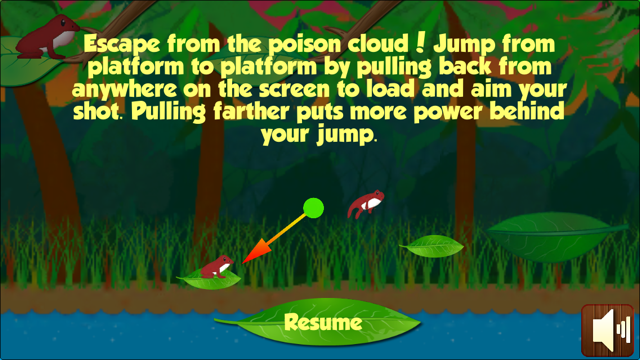 Escape from the poison cloud! Jump from
platform to platform by pulling back from
anywhere on the screen to load and aim your
shot. Pulling farther puts more power behind
your jump.
Resume